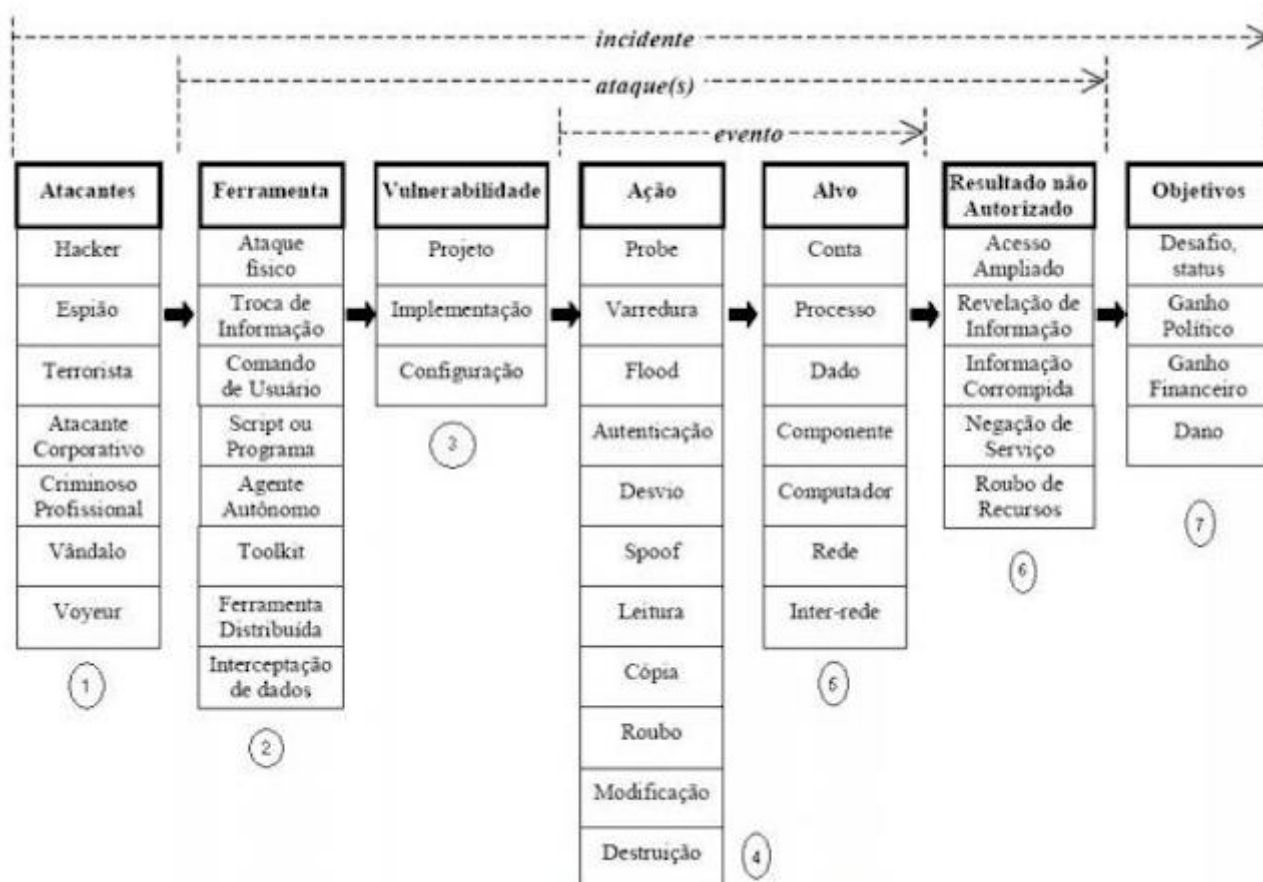 incidente
ataque(s)
evento
Atacantes
Hacker
Espião
Terrorista
Atacante
Corporativo
Criminoso
Profissional
Vândalo
Voyeur
1
Ferramenta
Ataque
físico
Troca de
Informação
Comando
de Usuário
Script ou
Programa
Agente
Autônomo
Toolkit
Ferramenta
Distribuída
Interceptação
de dados
2
Vulnerabilidade
Projeto
Implementação
Configuração
3
Ação
Probe
Varredura
Flood
Autenticação
Desvio
Spoof
Leitura
Cópia
Roubo
Modificação
Destruição
4
Alvo
Conta
Processo
Dado
Componente
Computador
Rede
Inter-rede
5
Resultado não
Autorizado
Acesso
Ampliado
Revelação de
Informação
Informação
Corrompida
Negação de
Serviço
Roubo de
Recursos
6
Objetivos
Desafio,
status
Ganho
Político
Ganho
Financeiro
Dano
7